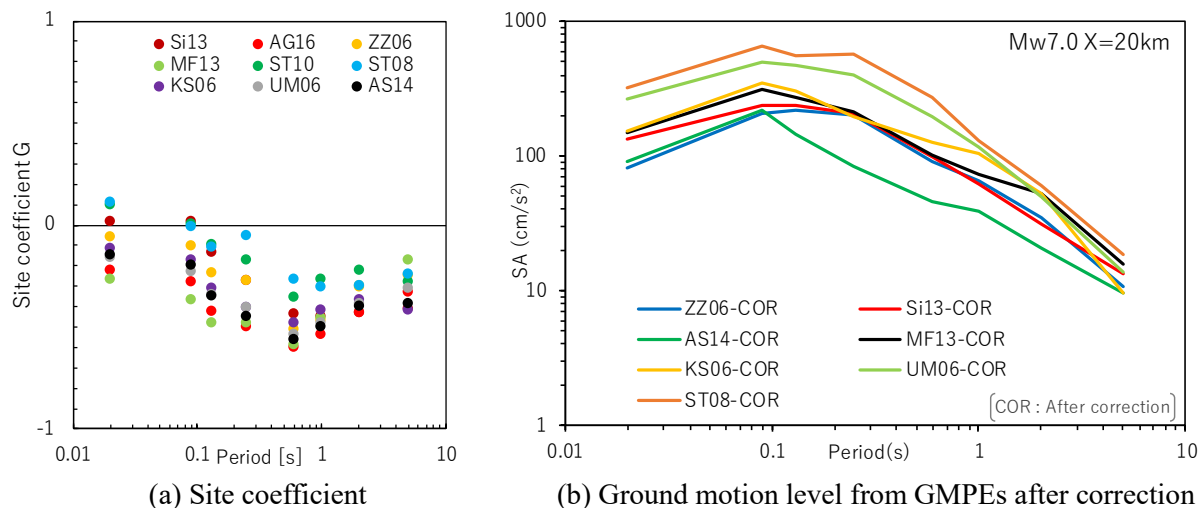 1
Si13 AG16 ZZ06
MF13 ST10 ST08
KS06 UM06 AS14
Site coefficient G
0
-1
0.01 0.1 Period [s] 1 10
(a) Site coefficient
1000
Mw7.0 X=20km
SA (cm/s²)
100
10
ZZ06-COR Si13-COR
AS14-COR MF13-COR
KS06-COR UM06-COR
ST08-COR
[COR : After correction]
1
0.01 0.1 Period(s) 1 10
(b) Ground motion level from GMPEs after correction